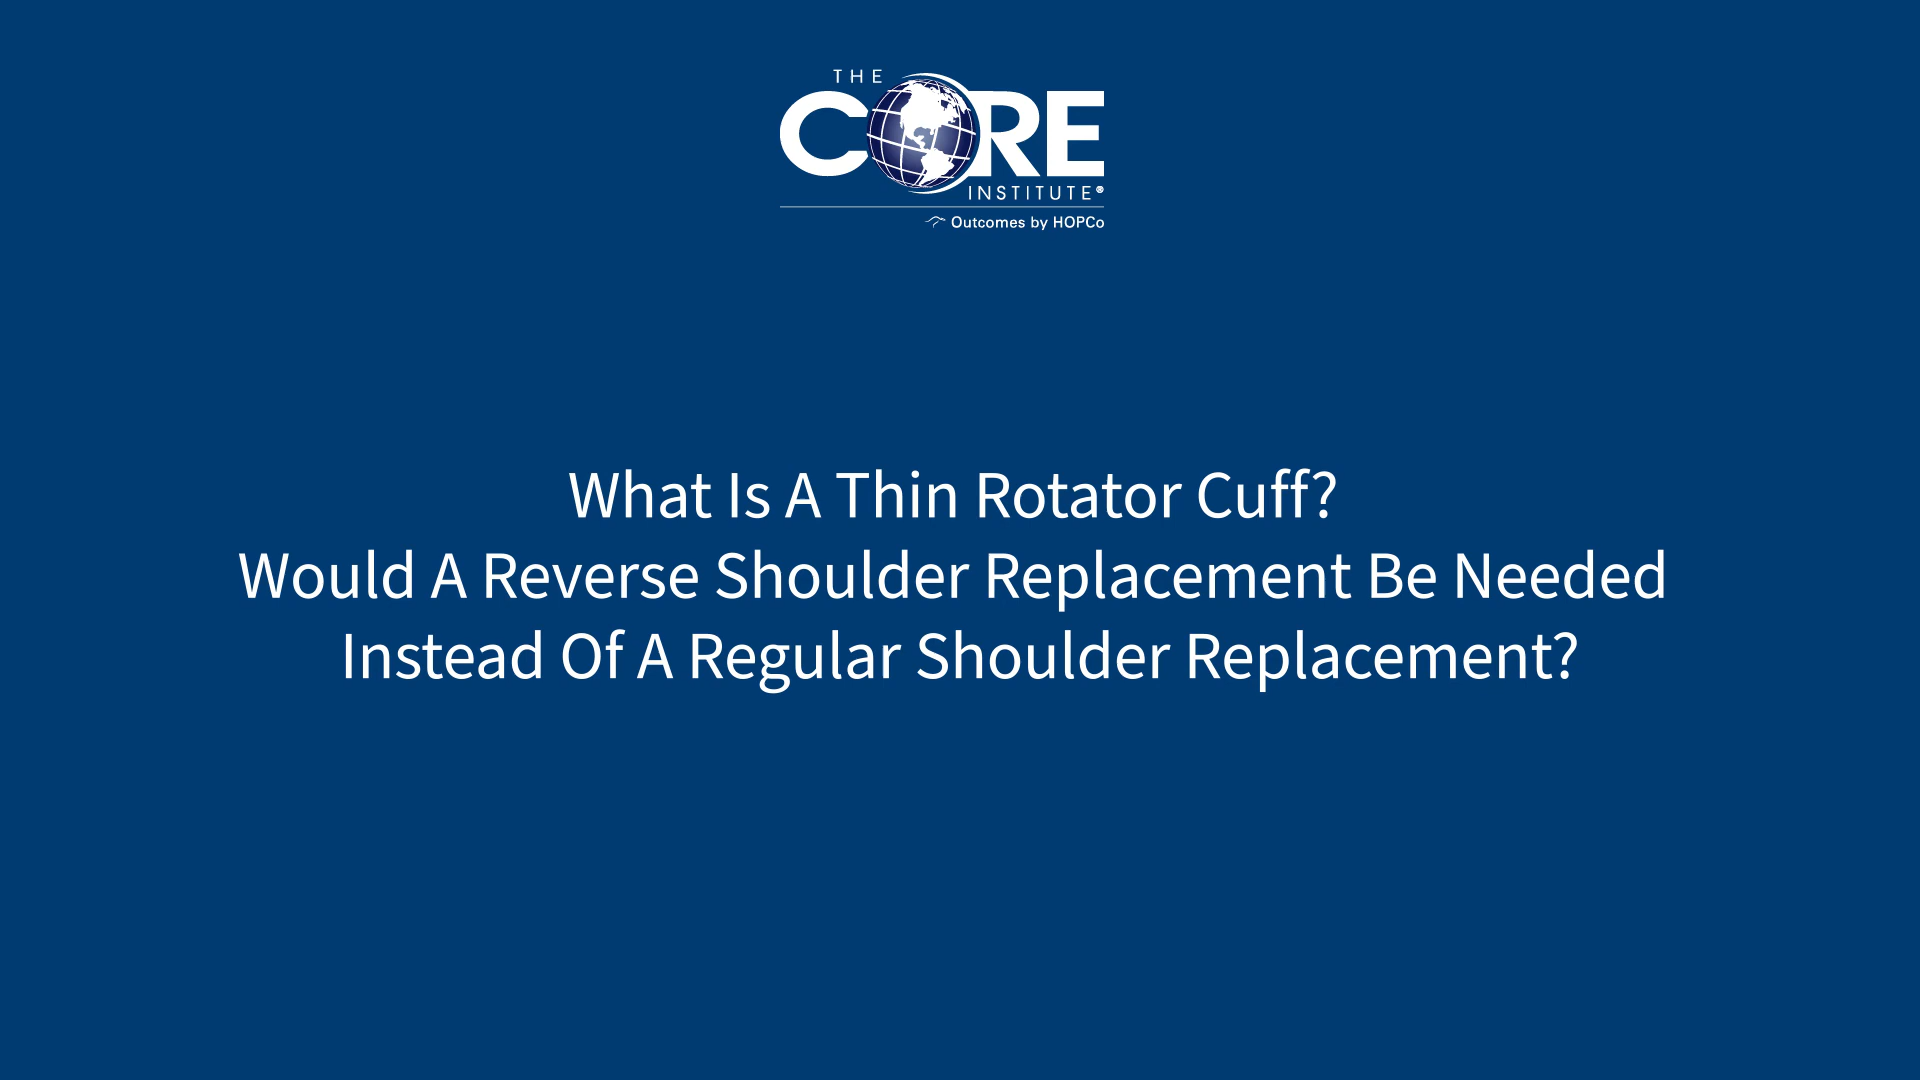 THE
CORE
INSTITUTE®
Outcomes by HOPCo
What Is A Thin Rotator Cuff?
Would A Reverse Shoulder Replacement Be Needed
Instead Of A Regular Shoulder Replacement?